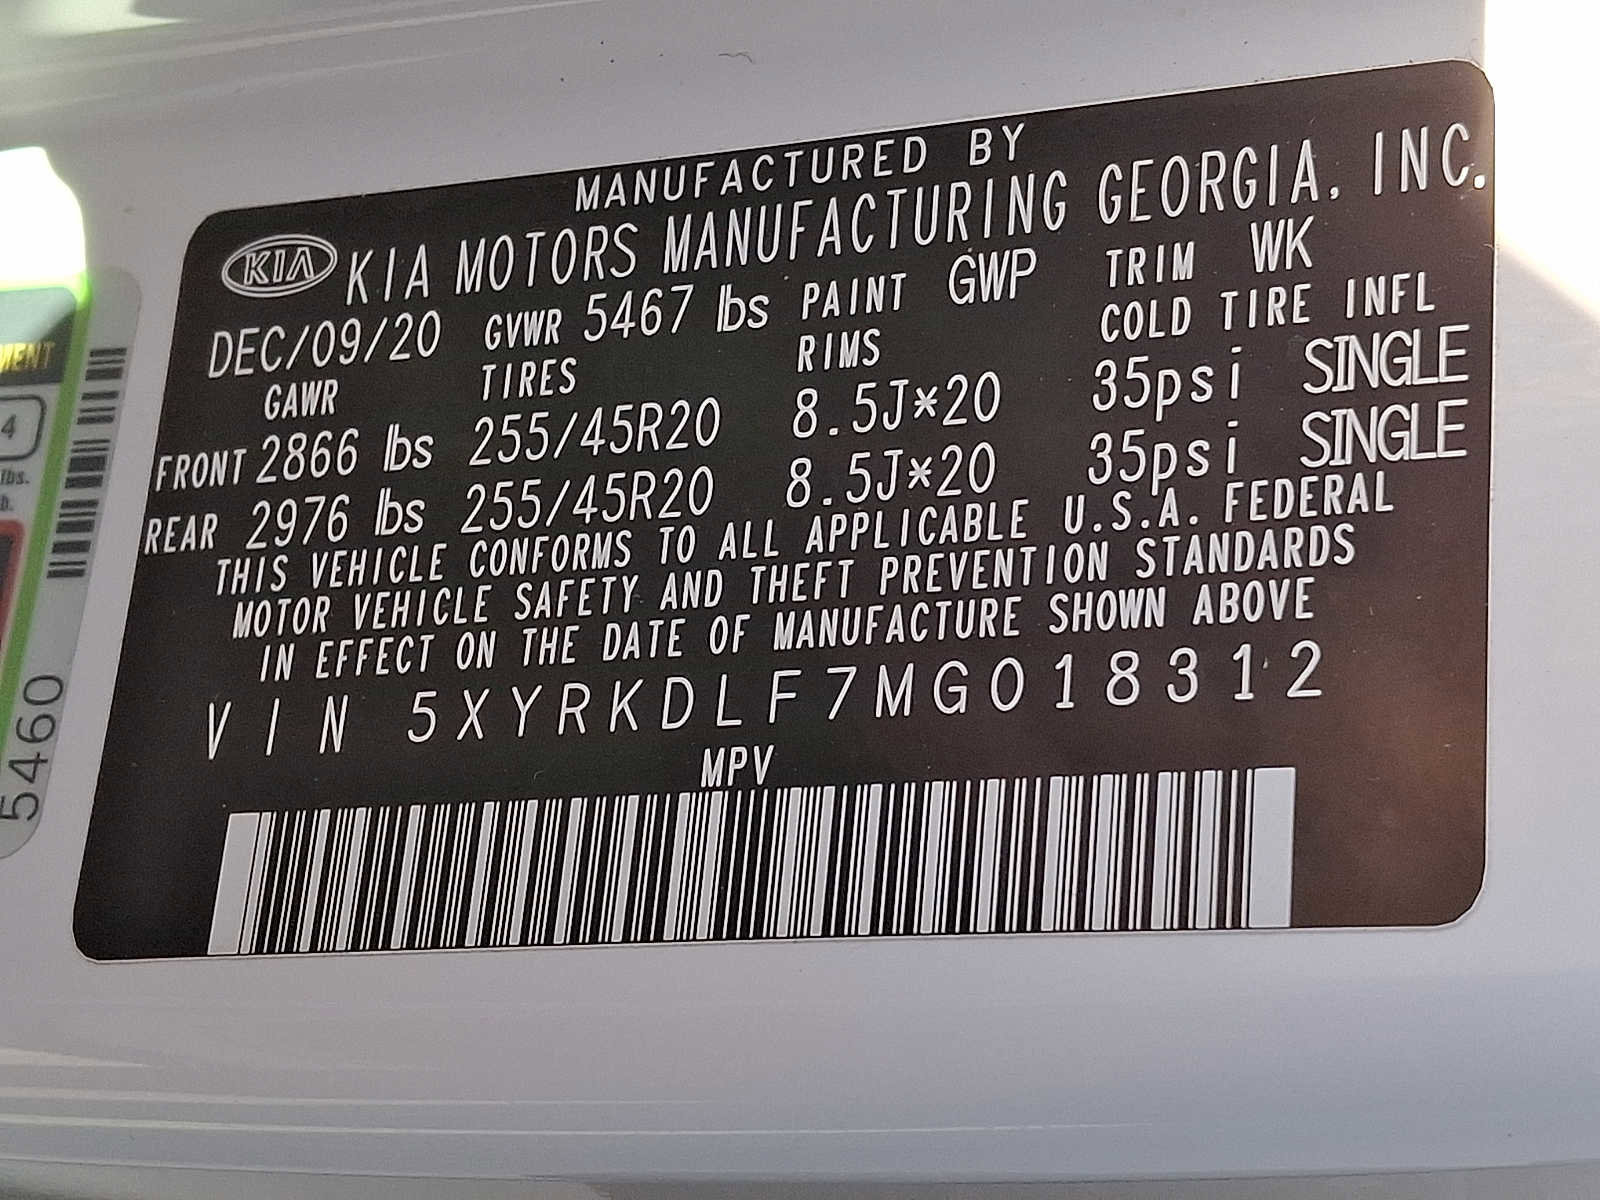 MANUFACTURED BY
KIA KIA MOTORS MANUFACTURING GEORGIA, INC.
DEC/09/20 GVWR 5467 lbs PAINT GWP TRIM WK
GAWR TIRES RIMS COLD TIRE INFL
FRONT 2866 lbs 255/45R20 8.5J*20 35psi SINGLE
REAR 2976 lbs 255/45R20 8.5J*20 35psi SINGLE
THIS VEHICLE CONFORMS TO ALL APPLICABLE U.S.A. FEDERAL
MOTOR VEHICLE SAFETY AND THEFT PREVENTION STANDARDS
IN EFFECT ON THE DATE OF MANUFACTURE SHOWN ABOVE
VIN 5XYRKDLF7MG018312
MPV
4
lbs.
5460